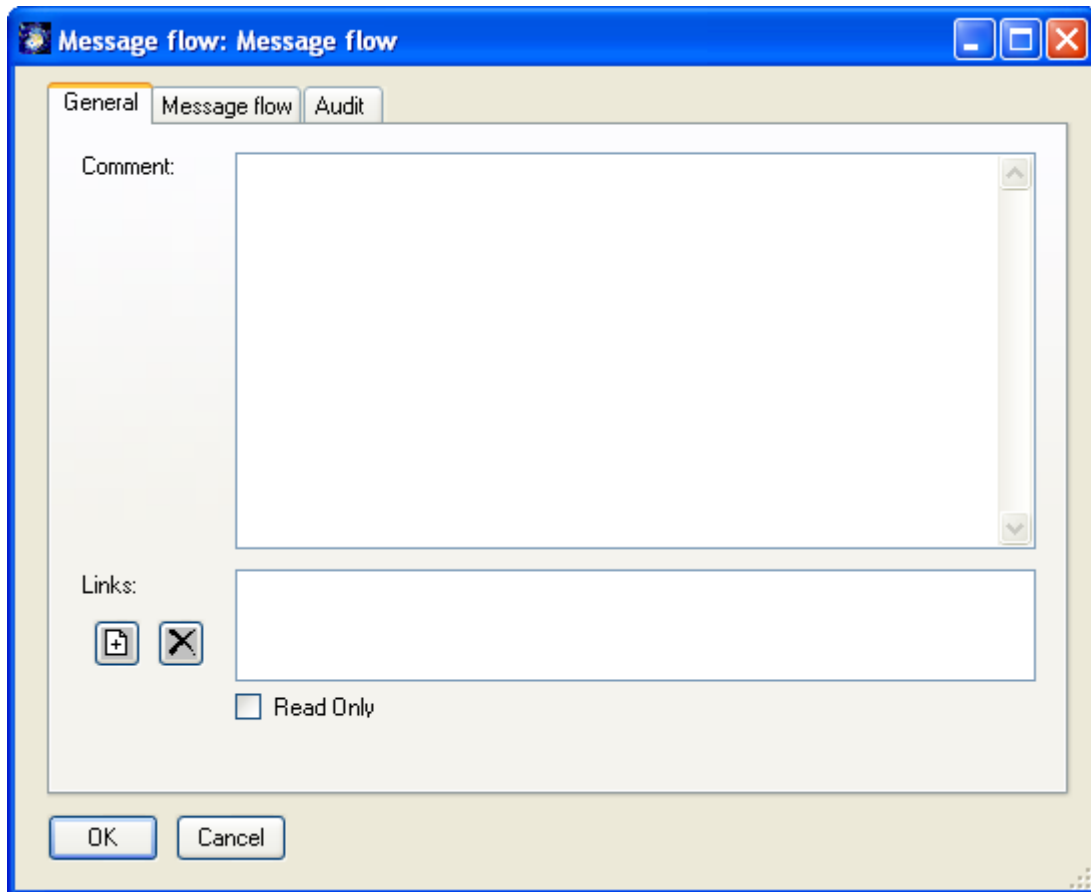 Message flow: Message flow
General Message flow Audit
Comment:
Links:
Read Only
OK Cancel